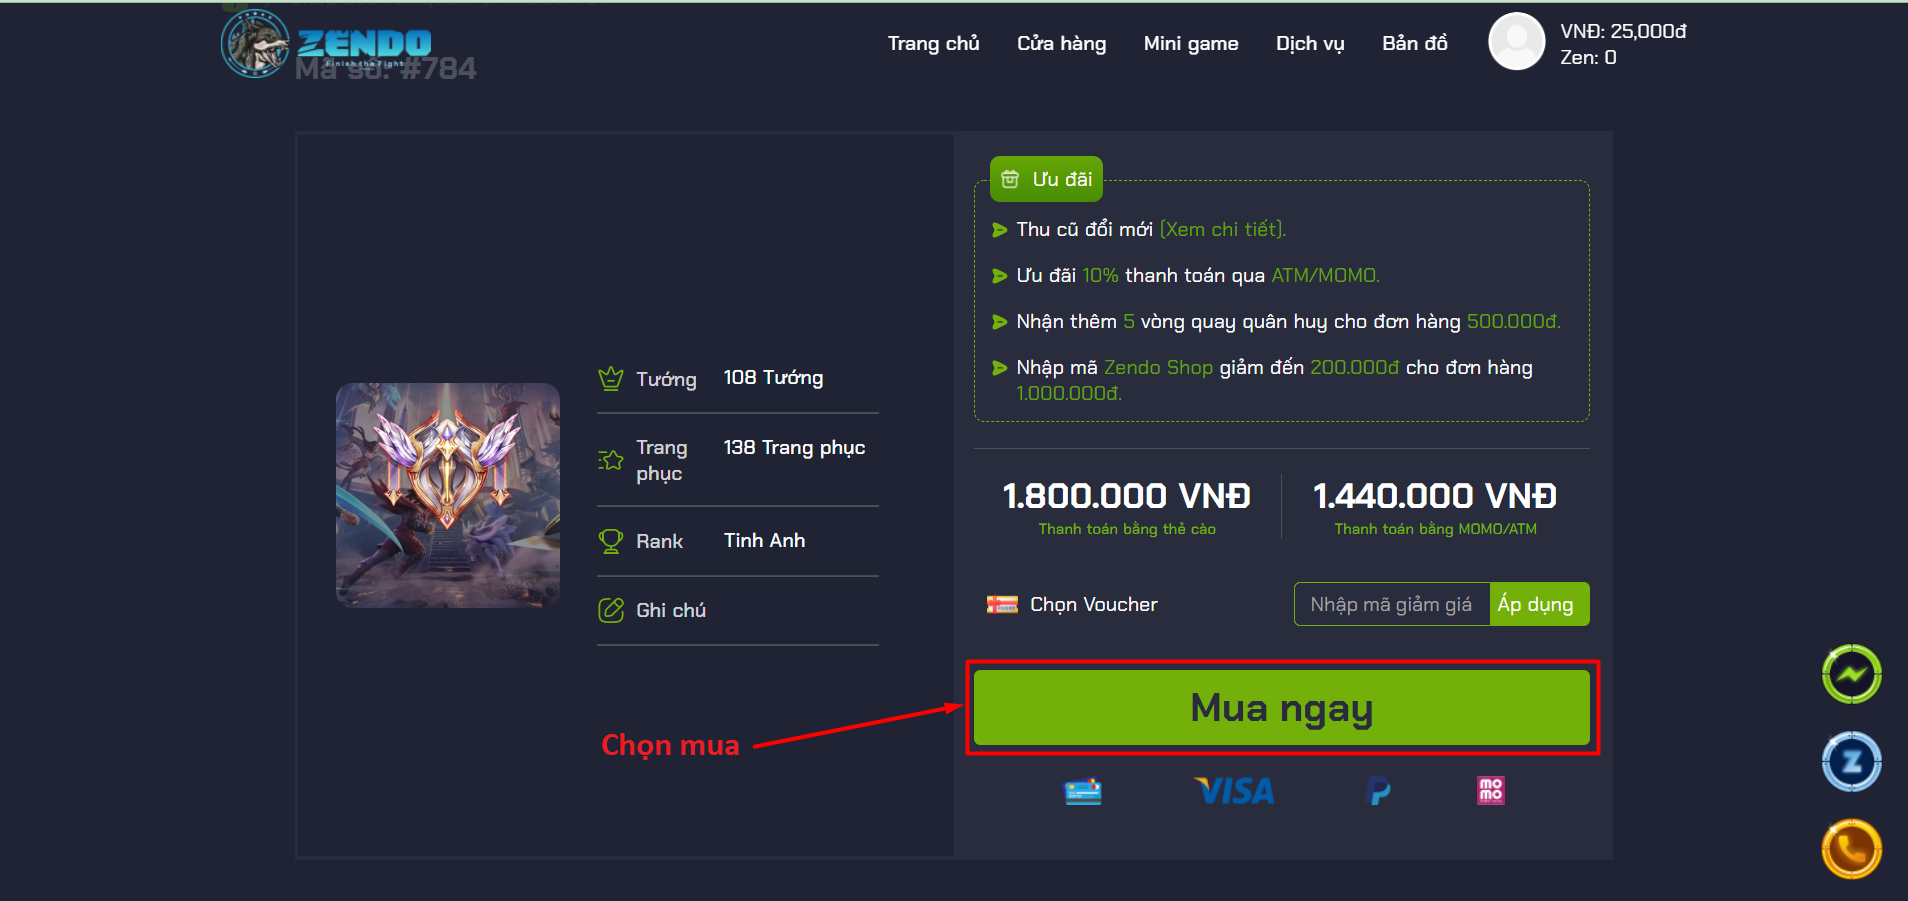 ZENDO
Finish the Fight
Mã số: #784
Trang chủ
Cửa hàng
Mini game
Dịch vụ
Bản đồ
VNĐ: 25,000đ
Zen: 0
Ưu đãi
Thu cũ đổi mới (Xem chi tiết).
Ưu đãi 10% thanh toán qua ATM/MOMO.
Nhận thêm 5 vòng quay quân huy cho đơn hàng 500.000đ.
Nhập mã Zendo Shop giảm đến 200.000đ cho đơn hàng
1.000.000đ.
Tướng
108 Tướng
Trang
phục
138 Trang phục
Rank
Tinh Anh
Ghi chú
1.800.000 VNĐ
Thanh toán bằng thẻ cào
1.440.000 VNĐ
Thanh toán bằng MOMO/ATM
Chọn Voucher
Nhập mã giảm giá
Áp dụng
Mua ngay
Chọn mua
VISA
mo
mo
Z